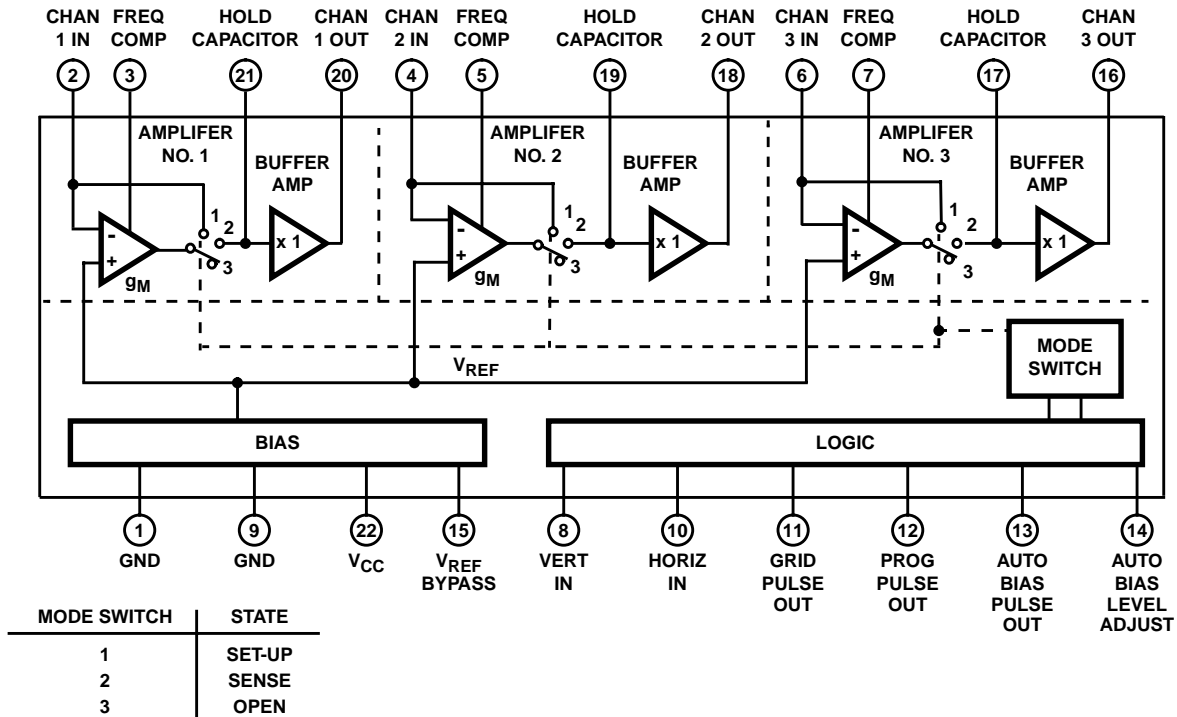 CHAN 1 IN
FREQ COMP
HOLD CAPACITOR
CHAN 1 OUT
CHAN 2 IN
FREQ COMP
HOLD CAPACITOR
CHAN 2 OUT
CHAN 3 IN
FREQ COMP
HOLD CAPACITOR
CHAN 3 OUT
2 3 21 20 4 5 19 18 6 7 17 16
AMPLIFER NO. 1
BUFFER AMP
AMPLIFER NO. 2
BUFFER AMP
AMPLIFER NO. 3
BUFFER AMP
- + gM 1 2 3 x 1
- + gM 1 2 3 x 1
- + gM 1 2 3 x 1
VREF
MODE SWITCH
BIAS
LOGIC
1 9 22 15 8 10 11 12 13 14
GND
GND
VCC
VREF BYPASS
VERT IN
HORIZ IN
GRID PULSE OUT
PROG PULSE OUT
AUTO BIAS PULSE OUT
AUTO BIAS LEVEL ADJUST
MODE SWITCH STATE
1 SET-UP
2 SENSE
3 OPEN